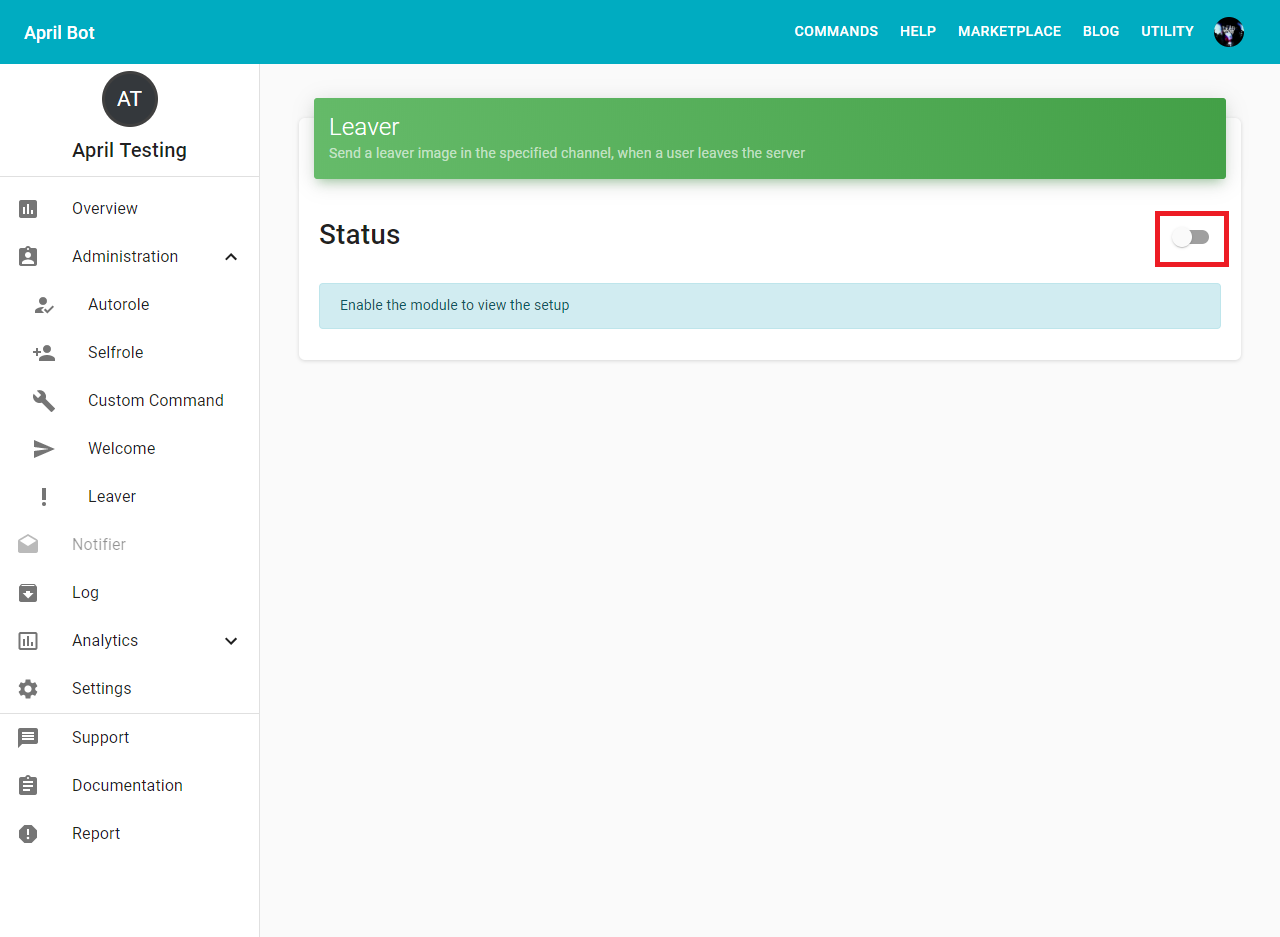 April Bot
COMMANDS HELP MARKETPLACE BLOG UTILITY
AT
April Testing
Overview
Administration
Autorole
Selfrole
Custom Command
Welcome
Leaver
Notifier
Log
Analytics
Settings
Support
Documentation
Report
Leaver
Send a leaver image in the specified channel, when a user leaves the server
Status
Enable the module to view the setup